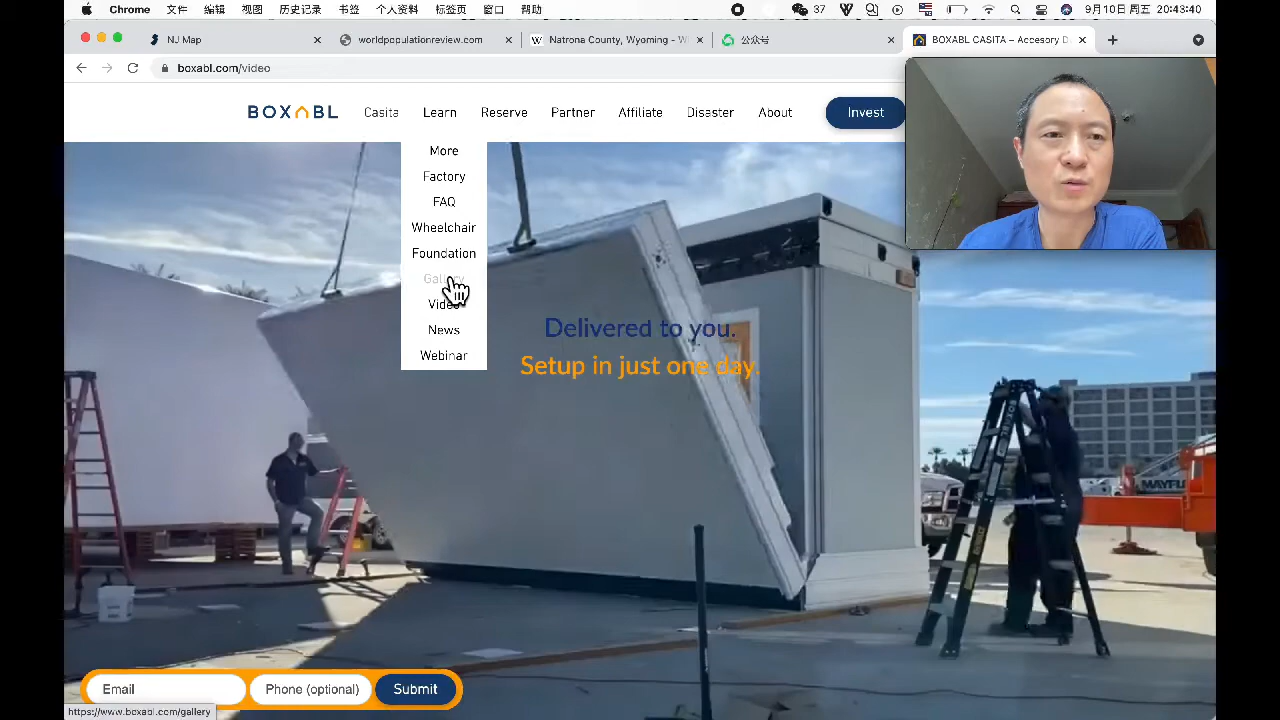 Chrome 文件 编辑 视图 历史记录 书签 个人资料 标签页 窗口 帮助 37 9月10日 周五 20:43:40
NJ Map worldpopulationreview.com Natrona County, Wyoming - Wi 公众号 BOXABL CASITA – Accesory D
boxabl.com/video
BOXABL Casita Learn Reserve Partner Affiliate Disaster About Invest
More
Factory
FAQ
Wheelchair
Foundation
Gallery
Video
News
Webinar
Delivered to you.
Setup in just one day.
MAYFL
Email Phone (optional) Submit
https://www.boxabl.com/gallery